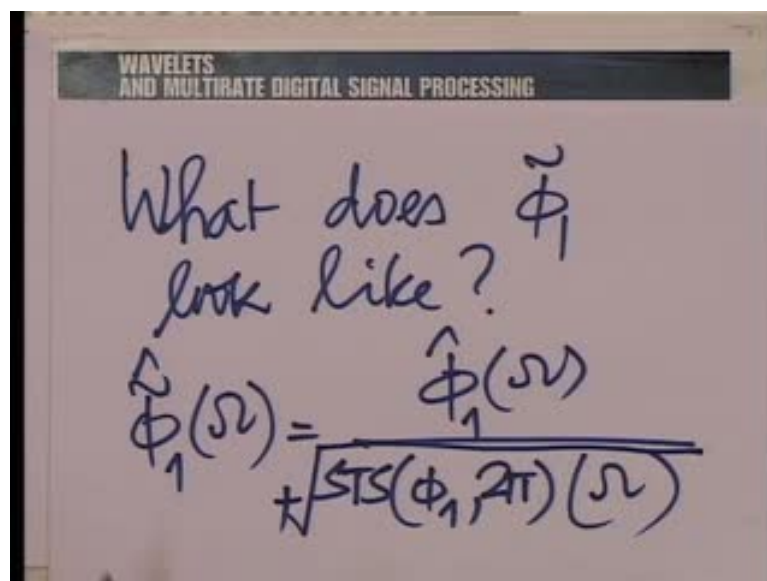 WAVELETS
AND MULTIRATE DIGITAL SIGNAL PROCESSING
What does φ̃₁
look like?
φ̃̂₁(Ω) = φ̂₁(Ω) / +√STS(φ₁, 2π)(Ω)